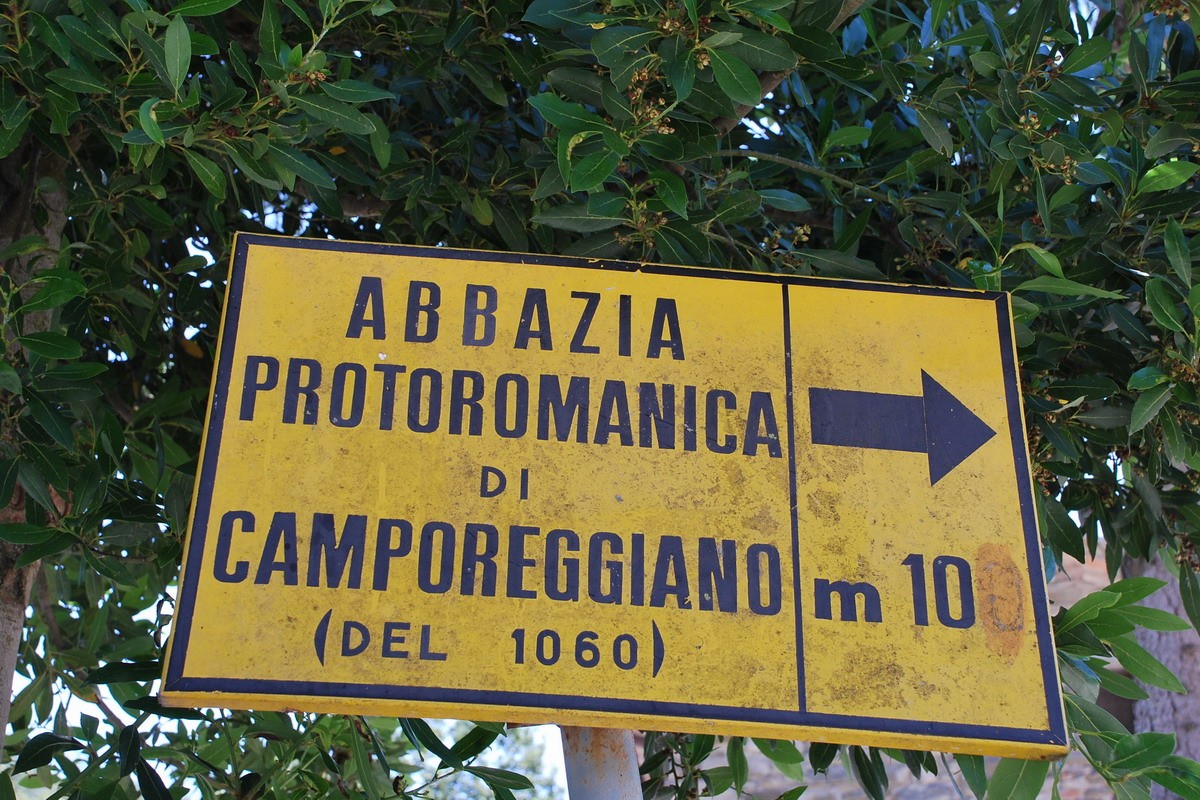 ABBAZIA
PROTOROMANICA
DI
CAMPOREGGIANO
(DEL 1060)
m 10